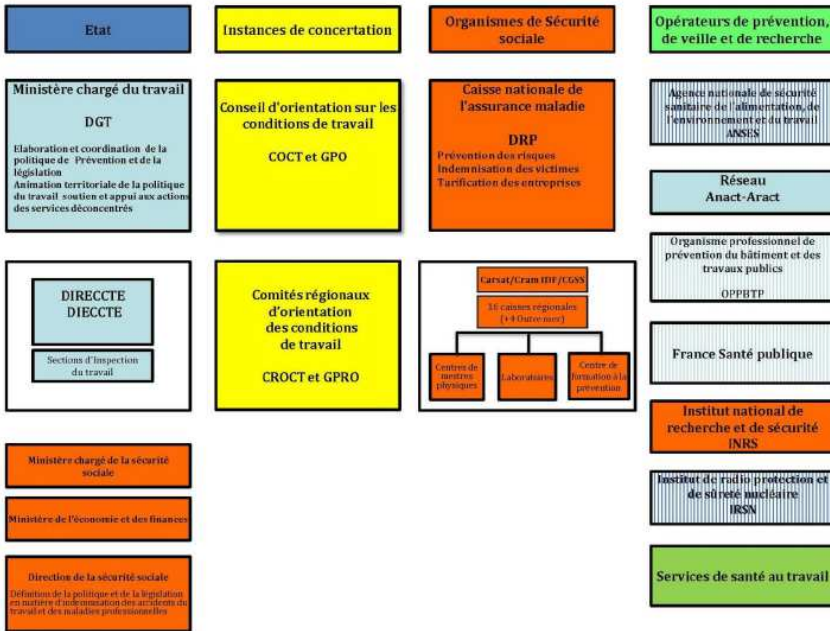 Etat
Ministère chargé du travail
DGT
Elaboration et coordination de la
politique de Prévention et de la
législation
Animation territoriale de la politique
du travail soutien et appui aux actions
des services déconcentrés
DIRECCTE
DIECCTE
Sections d'Inspection
du travail
Ministère chargé de la sécurité
sociale
Ministère de l'économie et des finances
Direction de la sécurité sociale
Définition de la politique et de la législation
en matière d'indemnisation des accidents du
travail et des maladies professionnelles
Instances de concertation
Conseil d'orientation sur les
conditions de travail
COCT et GPO
Comités régionaux
d'orientation
des conditions
de travail
CROCT et GPRO
Organismes de Sécurité
sociale
Caisse nationale de
l'assurance maladie
DRP
Prévention des risques
Indemnisation des victimes
Tarification des entreprises
Carsat/Cram IDF/CGSS
16 caisses régionales
(+4 Outre mer)
Centres de
mesures
physiques
Laboratoires
Centre de
formation à la
prévention
Opérateurs de prévention,
de veille et de recherche
Agence nationale de sécurité
sanitaire de l'alimentation, de
l'environnement et du travail
ANSES
Réseau
Anact-Aract
Organisme professionnel de
prévention du bâtiment et des
travaux publics
OPPBTP
France Santé publique
Institut national de
recherche et de sécurité
INRS
Institut de radio protection et
de sûreté nucléaire
IRSN
Services de santé au travail